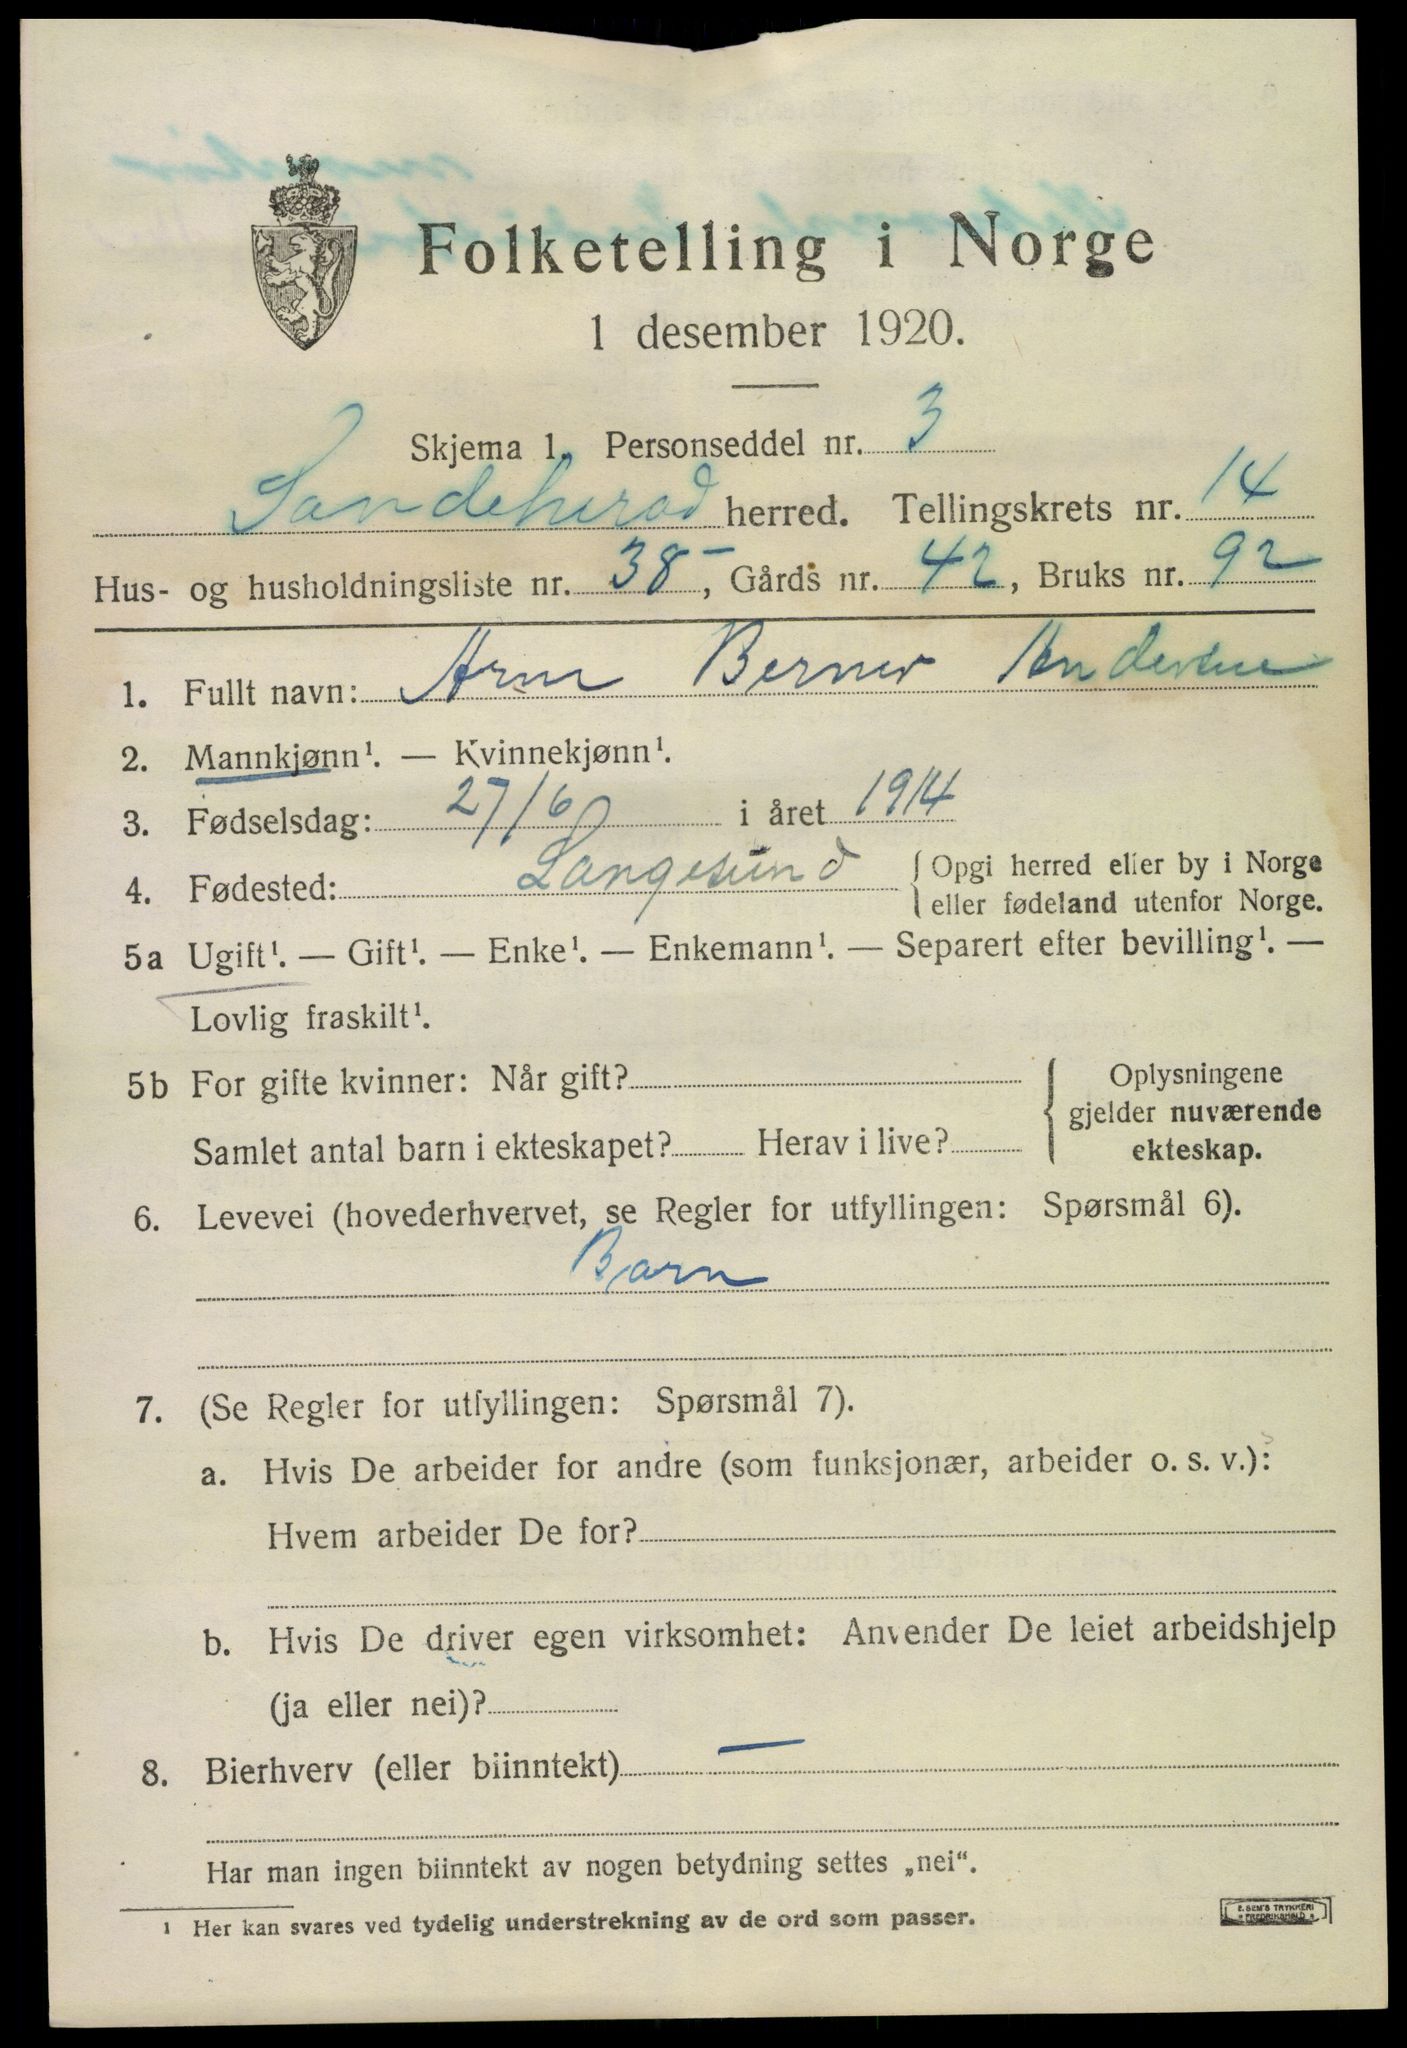 Folketelling i Norge
1 desember 1920.
Skjema 1. Personseddel nr. 3
Sandeherad herred. Tellingskrets nr. 14
Hus- og husholdningsliste nr. 38, Gårds nr. 42, Bruks nr. 92
1. Fullt navn: Arne Berner
2. Mannkjønn¹. — Kvinnekjønn¹.
3. Fødselsdag: 27/6 i året 1914
4. Fødested: Langesund { Opgi herred eller by i Norge
eller fødeland utenfor Norge.
5a Ugift¹. — Gift¹. — Enke¹. — Enkemann¹. — Separert efter bevilling¹. —
Lovlig fraskilt¹.
5b For gifte kvinner: Når gift? { Oplysningene
gjelder nuværende
Samlet antal barn i ekteskapet? Herav i live? ekteskap.
6. Levevei (hovederhvervet, se Regler for utfyllingen: Spørsmål 6).
Barn
7. (Se Regler for utfyllingen: Spørsmål 7).
a. Hvis De arbeider for andre (som funksjonær, arbeider o. s. v.):
Hvem arbeider De for?
b. Hvis De driver egen virksomhet: Anvender De leiet arbeidshjelp
(ja eller nei)?
8. Bierhverv (eller biinntekt) —
Har man ingen biinntekt av nogen betydning settes „nei“.
¹ Her kan svares ved tydelig understrekning av de ord som passer.
E. SEM'S TRYKKERI
FREDRIKSHALD